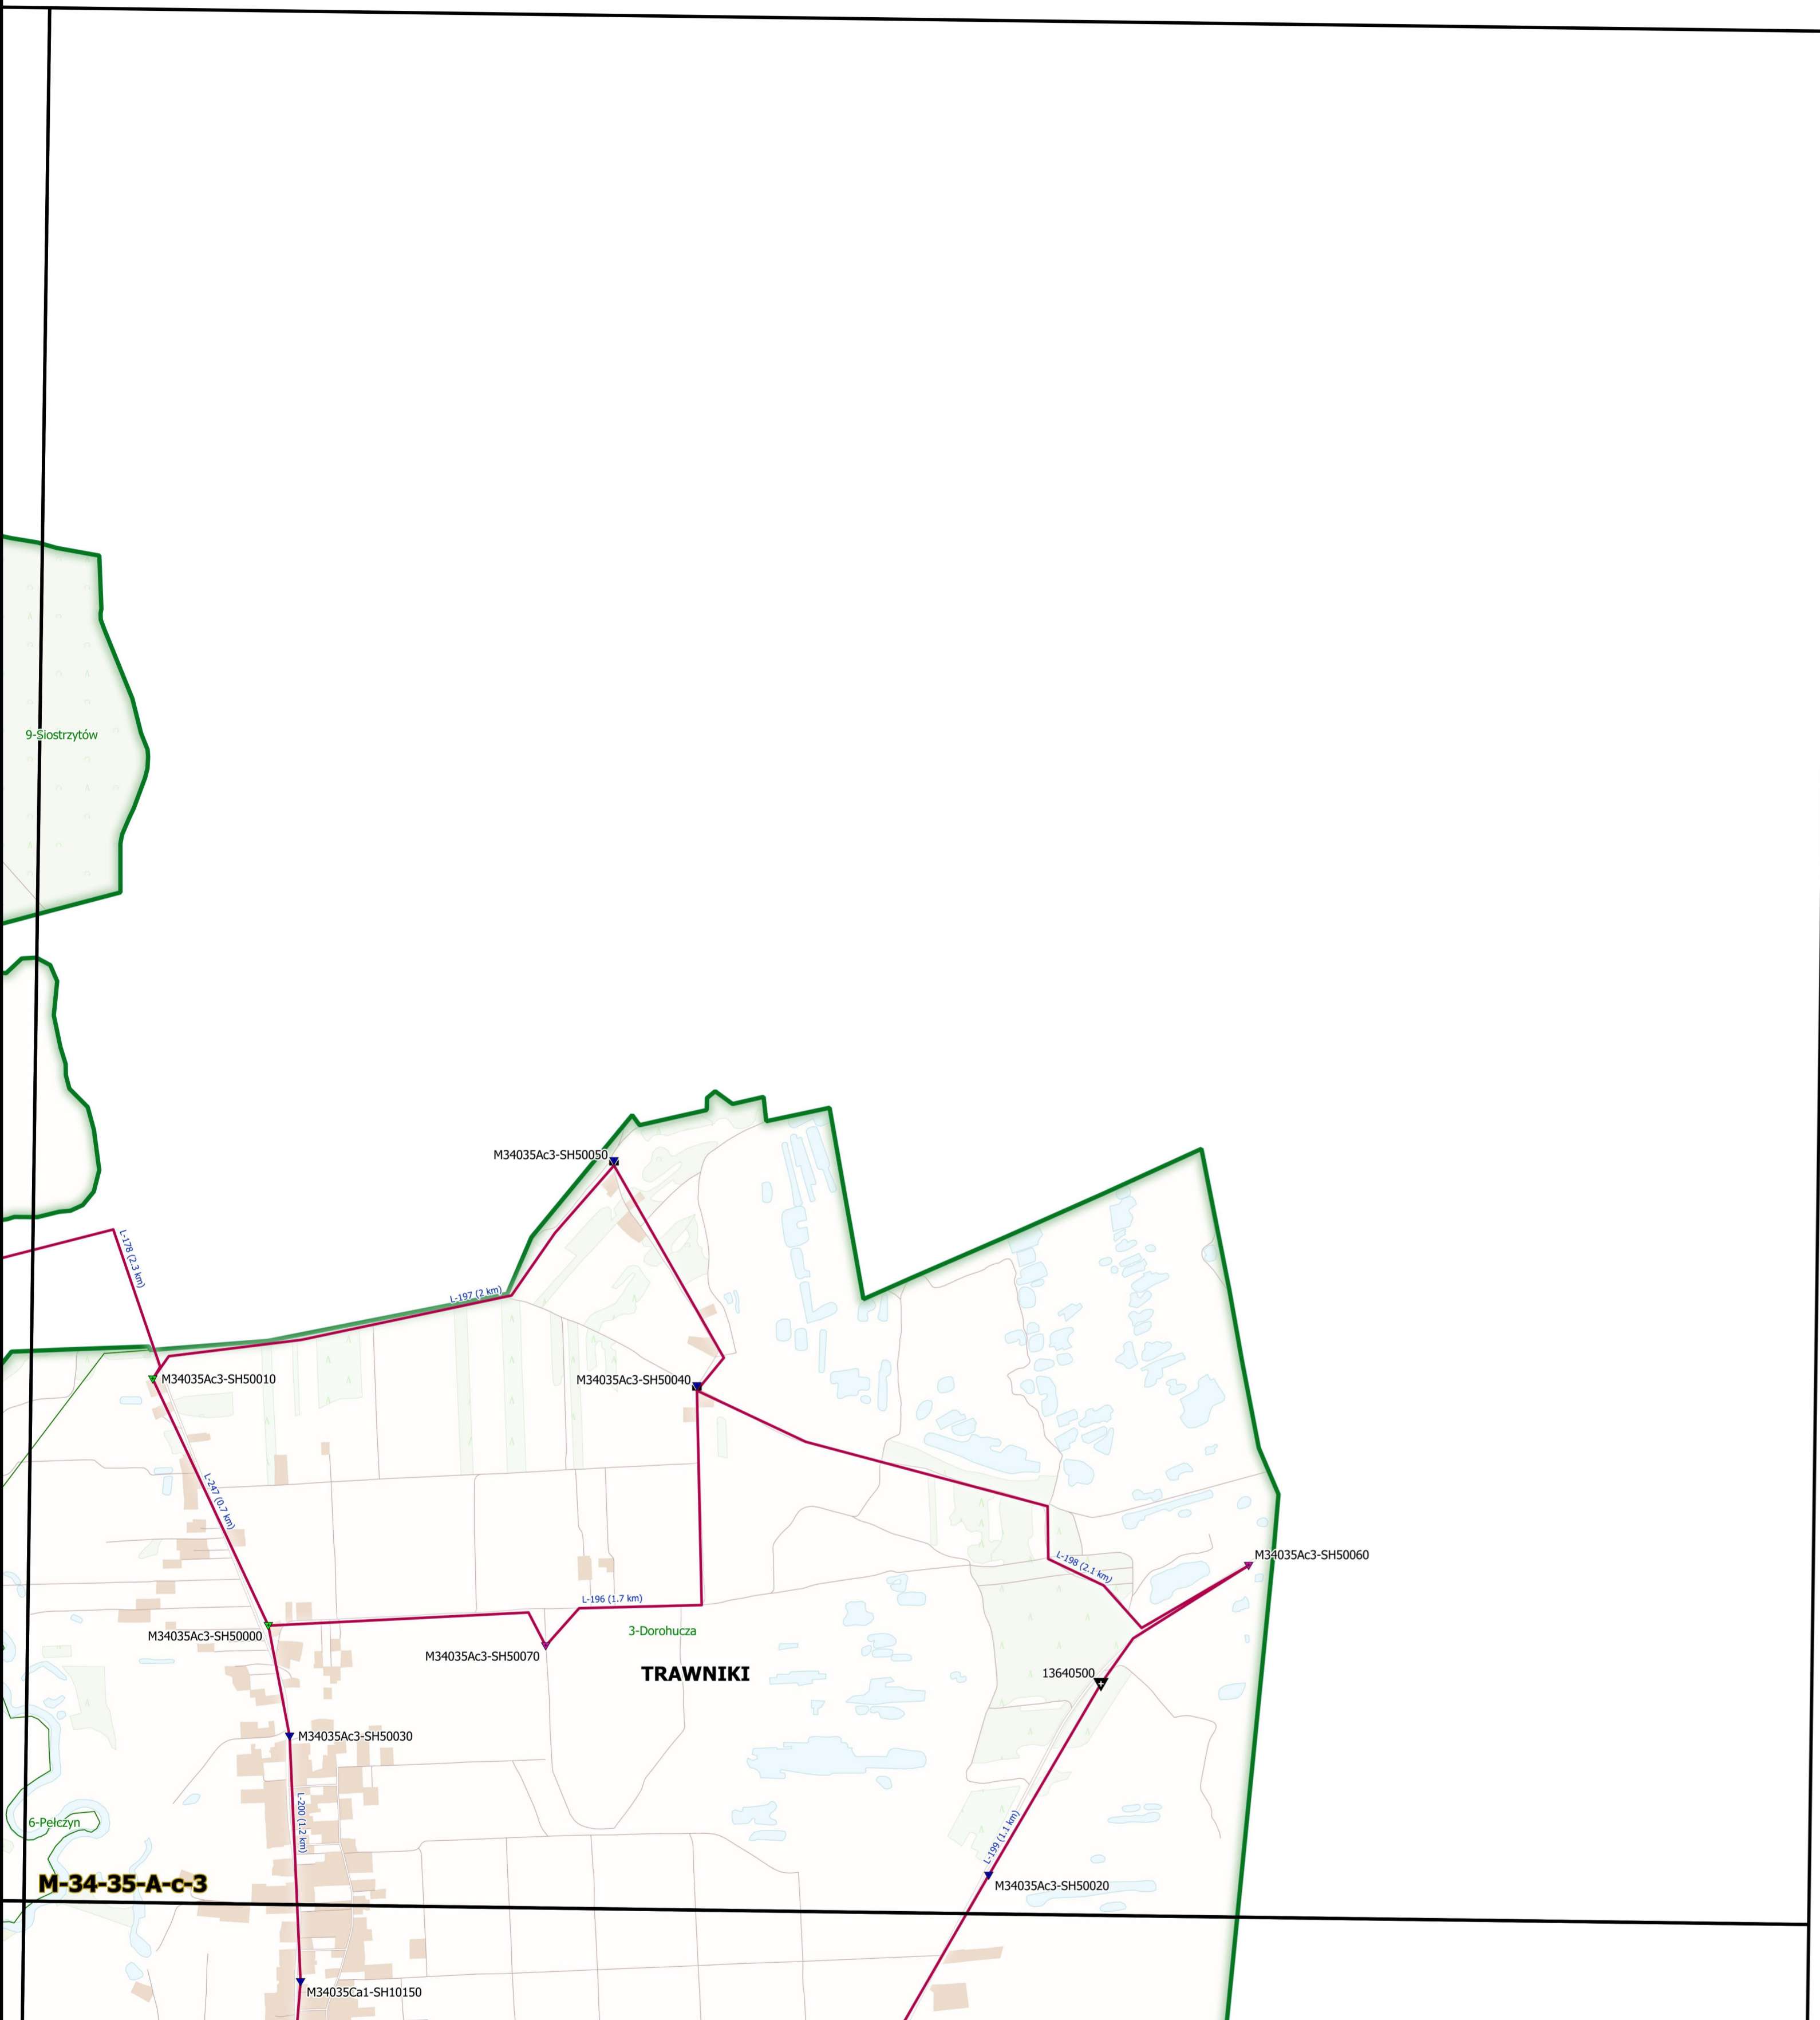 9-Siostrzytów
M34035Ac3-SH50050
L-178 (2.3 km)
L-197 (2 km)
M34035Ac3-SH50010
M34035Ac3-SH50040
L-247 (0.7 km)
M34035Ac3-SH50060
L-198 (2.1 km)
L-196 (1.7 km)
M34035Ac3-SH50000
3-Dorohucza
M34035Ac3-SH50070
TRAWNIKI
13640500
M34035Ac3-SH50030
L-200 (1.2 km)
6-Pełczyn
L-199 (1.1 km)
M-34-35-A-c-3
M34035Ac3-SH50020
M34035Ca1-SH10150